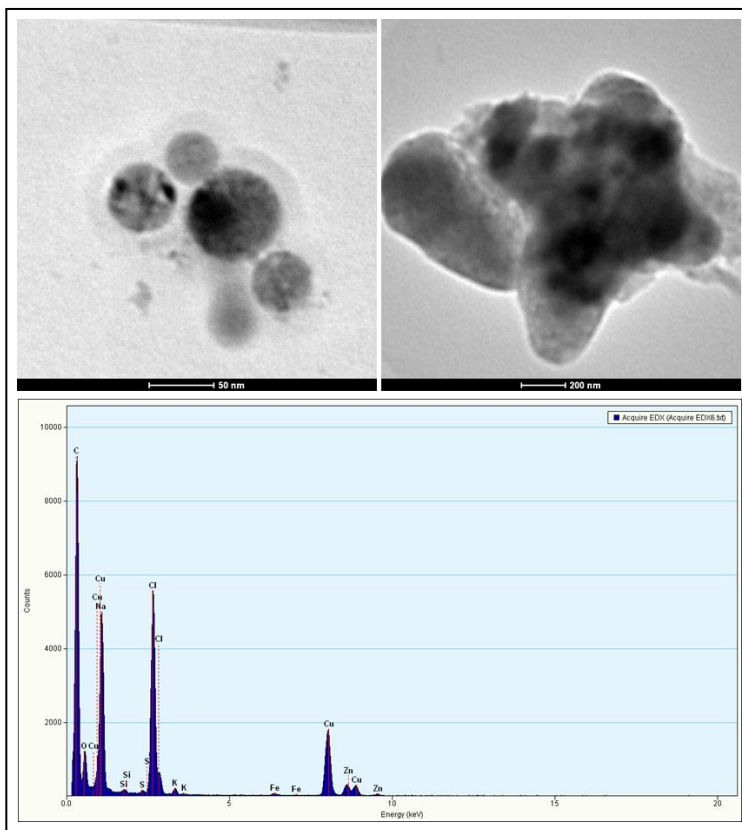 50 nm
200 nm
Acquire EDX (Acquire EDX6.txt)
10000
8000
6000
4000
2000
Counts
C
O
Cu
Cu
Na
Cu
Si
Si
S
S
Cl
Cl
K
K
Fe
Fe
Cu
Zn
Cu
Zn
0.0
5
10
15
20
Energy (keV)